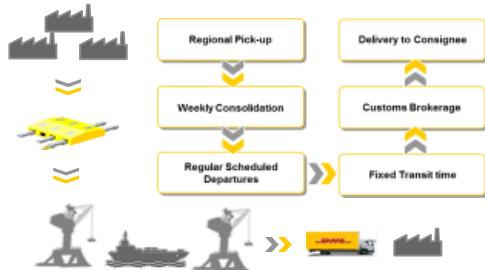 Regional Pick-up
Weekly Consolidation
Regular Scheduled
Departures
Fixed Transit time
Customs Brokerage
Delivery to Consignee
DHL